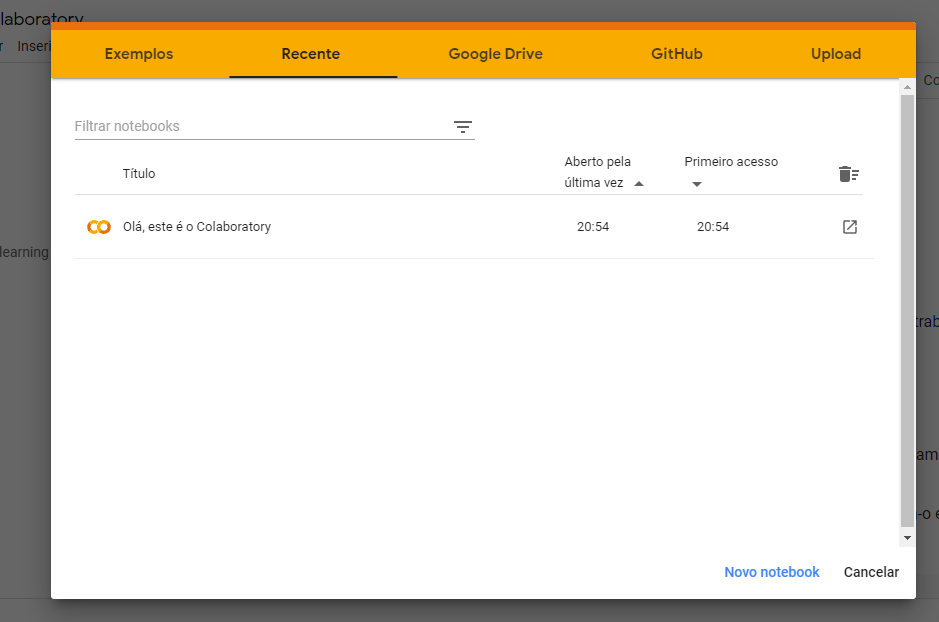 laboratory
r Inseri
Exemplos Recente Google Drive GitHub Upload
Co
Filtrar notebooks
Título Aberto pela última vez Primeiro acesso
Olá, este é o Colaboratory 20:54 20:54
learning
trab
am
-o e
Novo notebook Cancelar